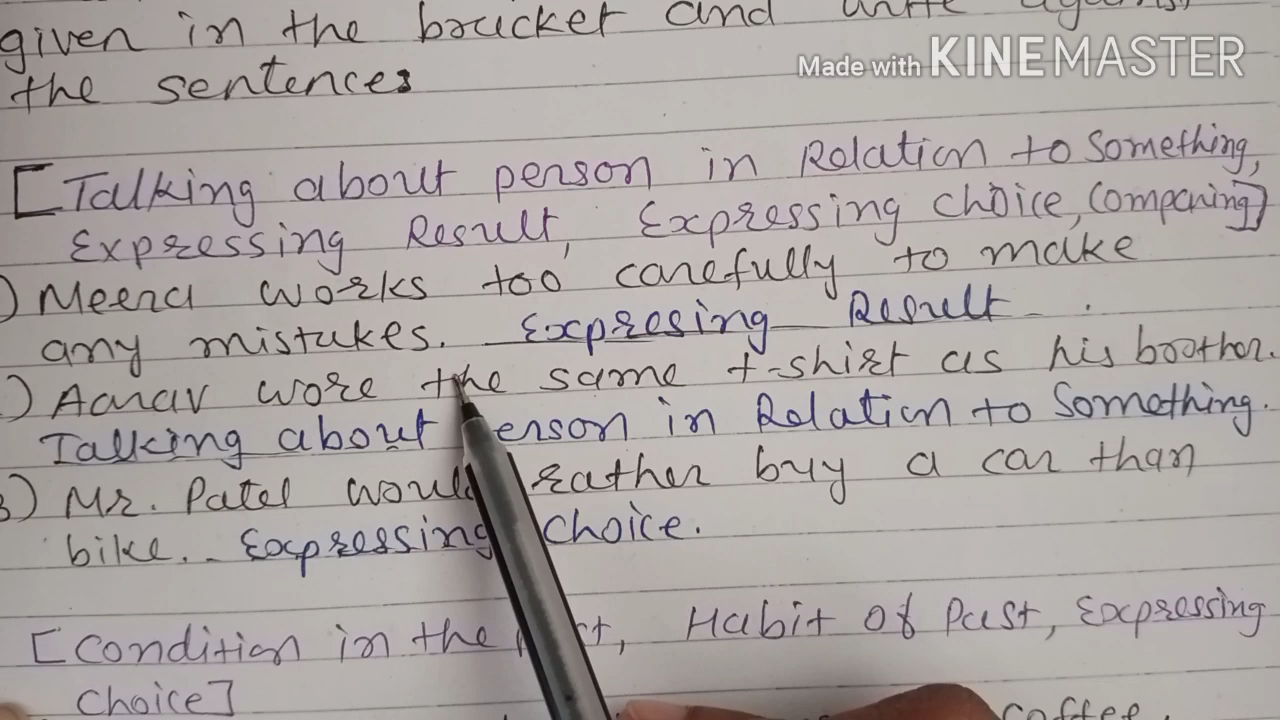 given in the bracket and write against
Made with KINEMASTER
the sentences
[Talking about person in Relation to Something,
Expressing Result, Expressing choice, Comparing]
) Meera works too carefully to make
any mistakes. Expresing Result.
.) Aarav wore the same t-shirt as his brother.
Talking about person in Relation to Something.
3) Mr. Patel would rather buy a car than
bike. Expressing Choice.
[Condition in the , Habit of Past, Expressing
Choice]
coffee.